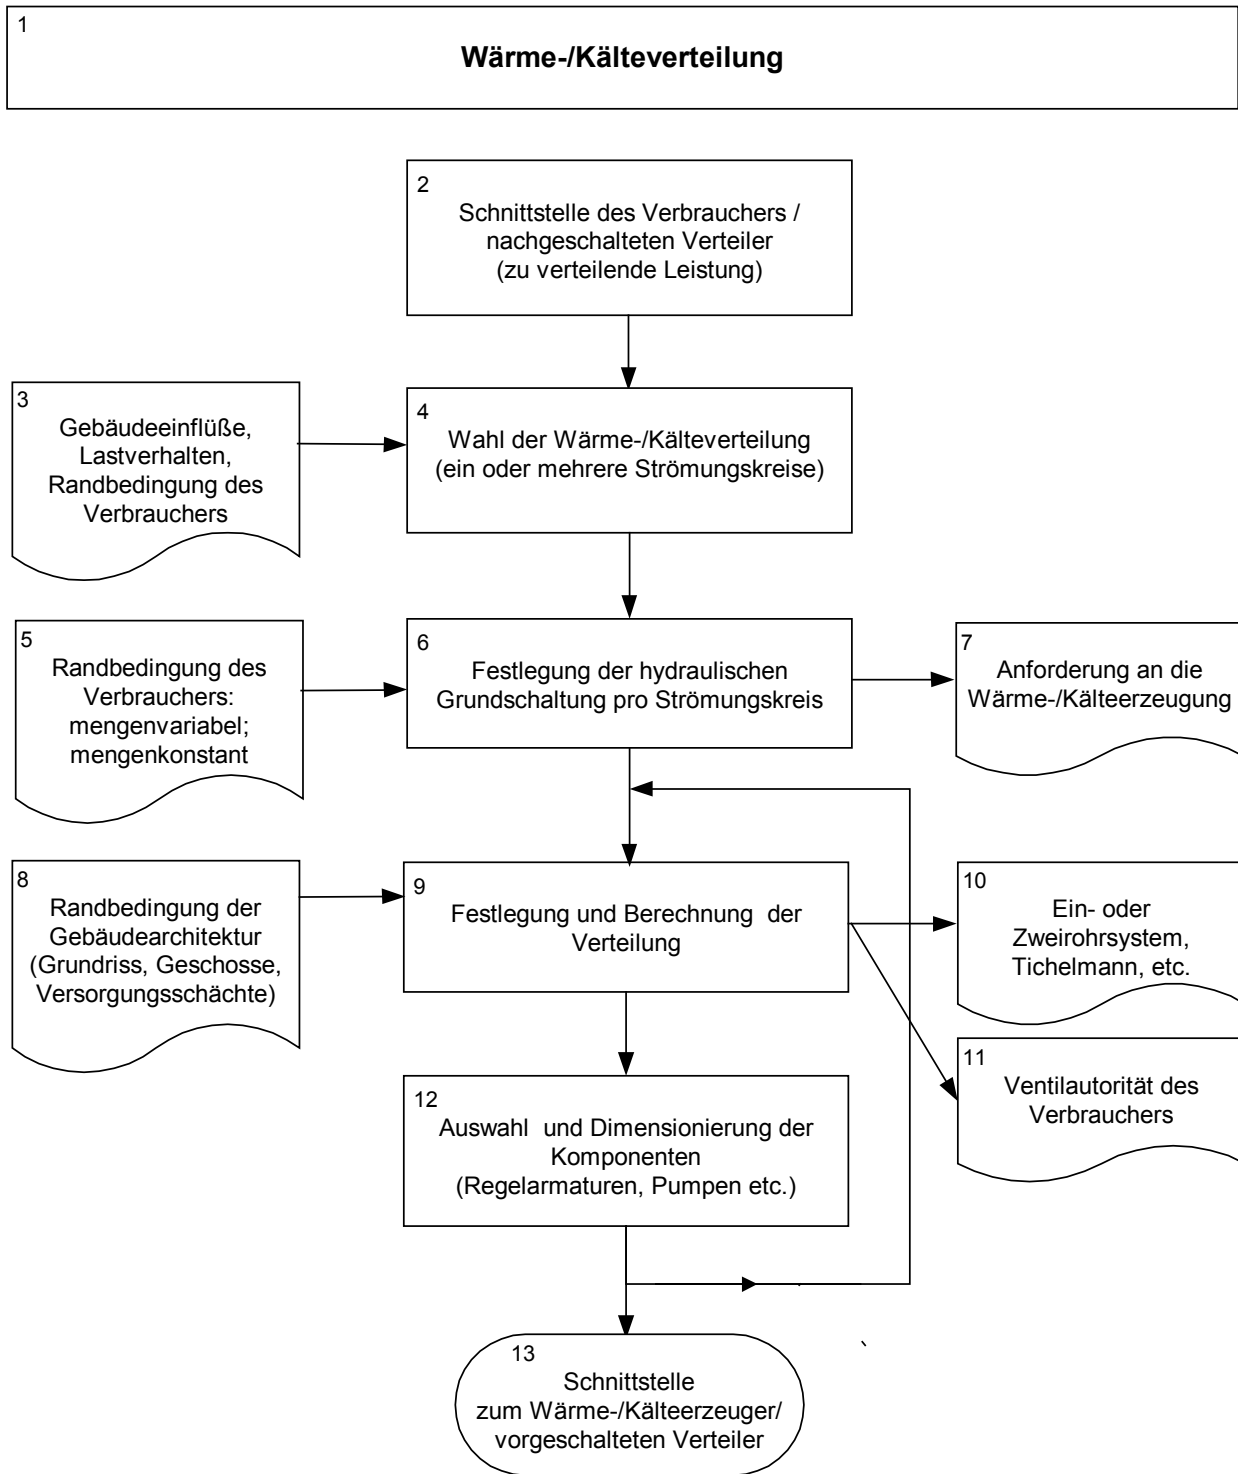 1
Wärme-/Kälteverteilung
2
Schnittstelle des Verbrauchers /
nachgeschalteten Verteiler
(zu verteilende Leistung)
3
Gebäudeeinflüße,
Lastverhalten,
Randbedingung des
Verbrauchers
4
Wahl der Wärme-/Kälteverteilung
(ein oder mehrere Strömungskreise)
5
Randbedingung des
Verbrauchers:
mengenvariabel;
mengenkonstant
6
Festlegung der hydraulischen
Grundschaltung pro Strömungskreis
7
Anforderung an die
Wärme-/Kälteerzeugung
8
Randbedingung der
Gebäudearchitektur
(Grundriss, Geschosse,
Versorgungsschächte)
9
Festlegung und Berechnung der
Verteilung
10
Ein- oder
Zweirohrsystem,
Tichelmann, etc.
11
Ventilautorität des
Verbrauchers
12
Auswahl und Dimensionierung der
Komponenten
(Regelarmaturen, Pumpen etc.)
13
Schnittstelle
zum Wärme-/Kälteerzeuger/
vorgeschalteten Verteiler